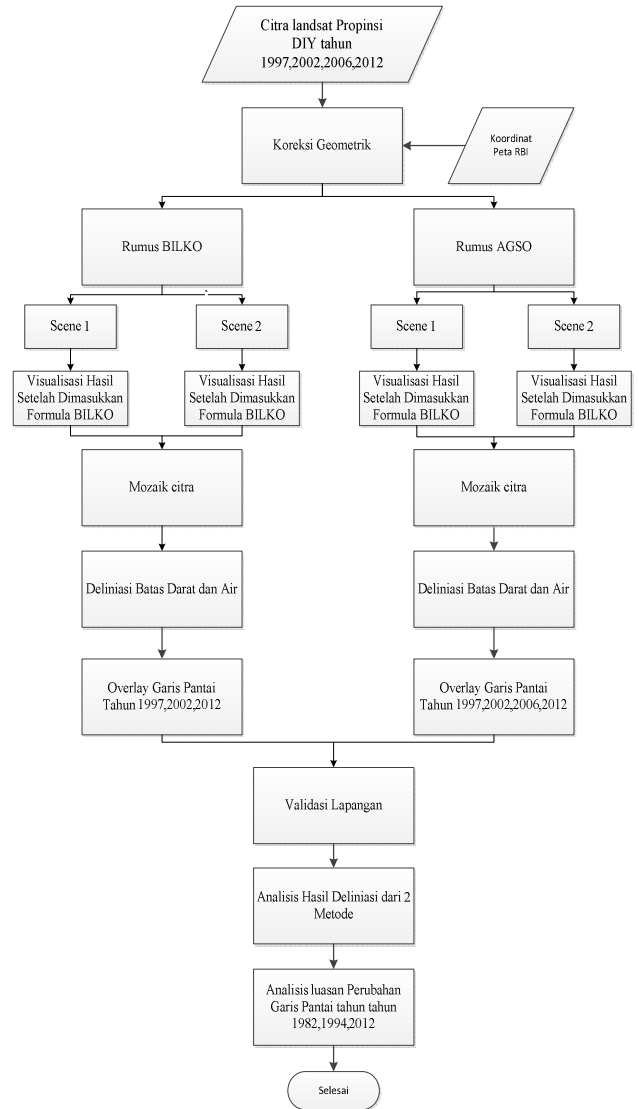 Citra landsat Propinsi
DIY tahun
1997,2002,2006,2012
Koreksi Geometrik
Koordinat
Peta RBI
Rumus BILKO
Rumus AGSO
Scene 1
Scene 2
Scene 1
Scene 2
Visualisasi Hasil
Setelah Dimasukkan
Formula BILKO
Visualisasi Hasil
Setelah Dimasukkan
Formula BILKO
Visualisasi Hasil
Setelah Dimasukkan
Formula BILKO
Visualisasi Hasil
Setelah Dimasukkan
Formula BILKO
Mozaik citra
Mozaik citra
Deliniasi Batas Darat dan Air
Deliniasi Batas Darat dan Air
Overlay Garis Pantai
Tahun 1997,2002,2012
Overlay Garis Pantai
Tahun 1997,2002,2006,2012
Validasi Lapangan
Analisis Hasil Deliniasi dari 2
Metode
Analisis luasan Perubahan
Garis Pantai tahun tahun
1982,1994,2012
Selesai